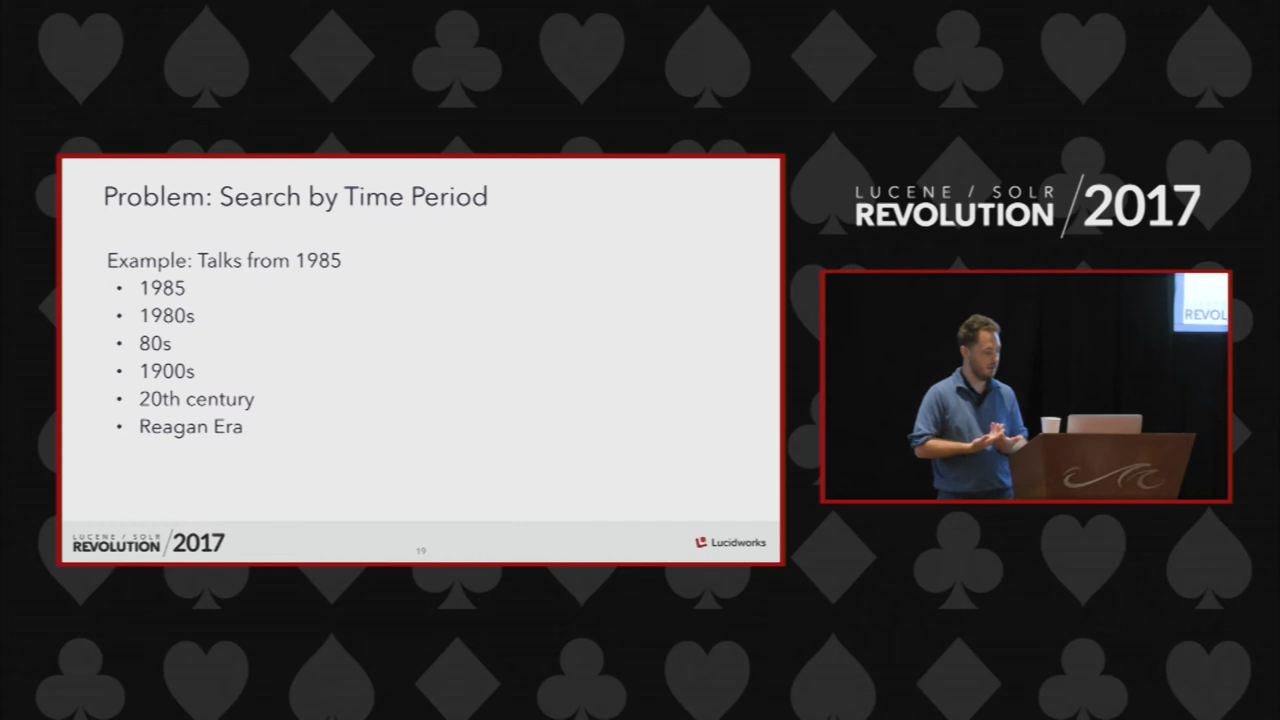 Problem: Search by Time Period
Example: Talks from 1985
• 1985
• 1980s
• 80s
• 1900s
• 20th century
• Reagan Era
LUCENE / SOLR
REVOLUTION / 2017
19
Lucidworks
LUCENE / SOLR
REVOLUTION / 2017
REVOL